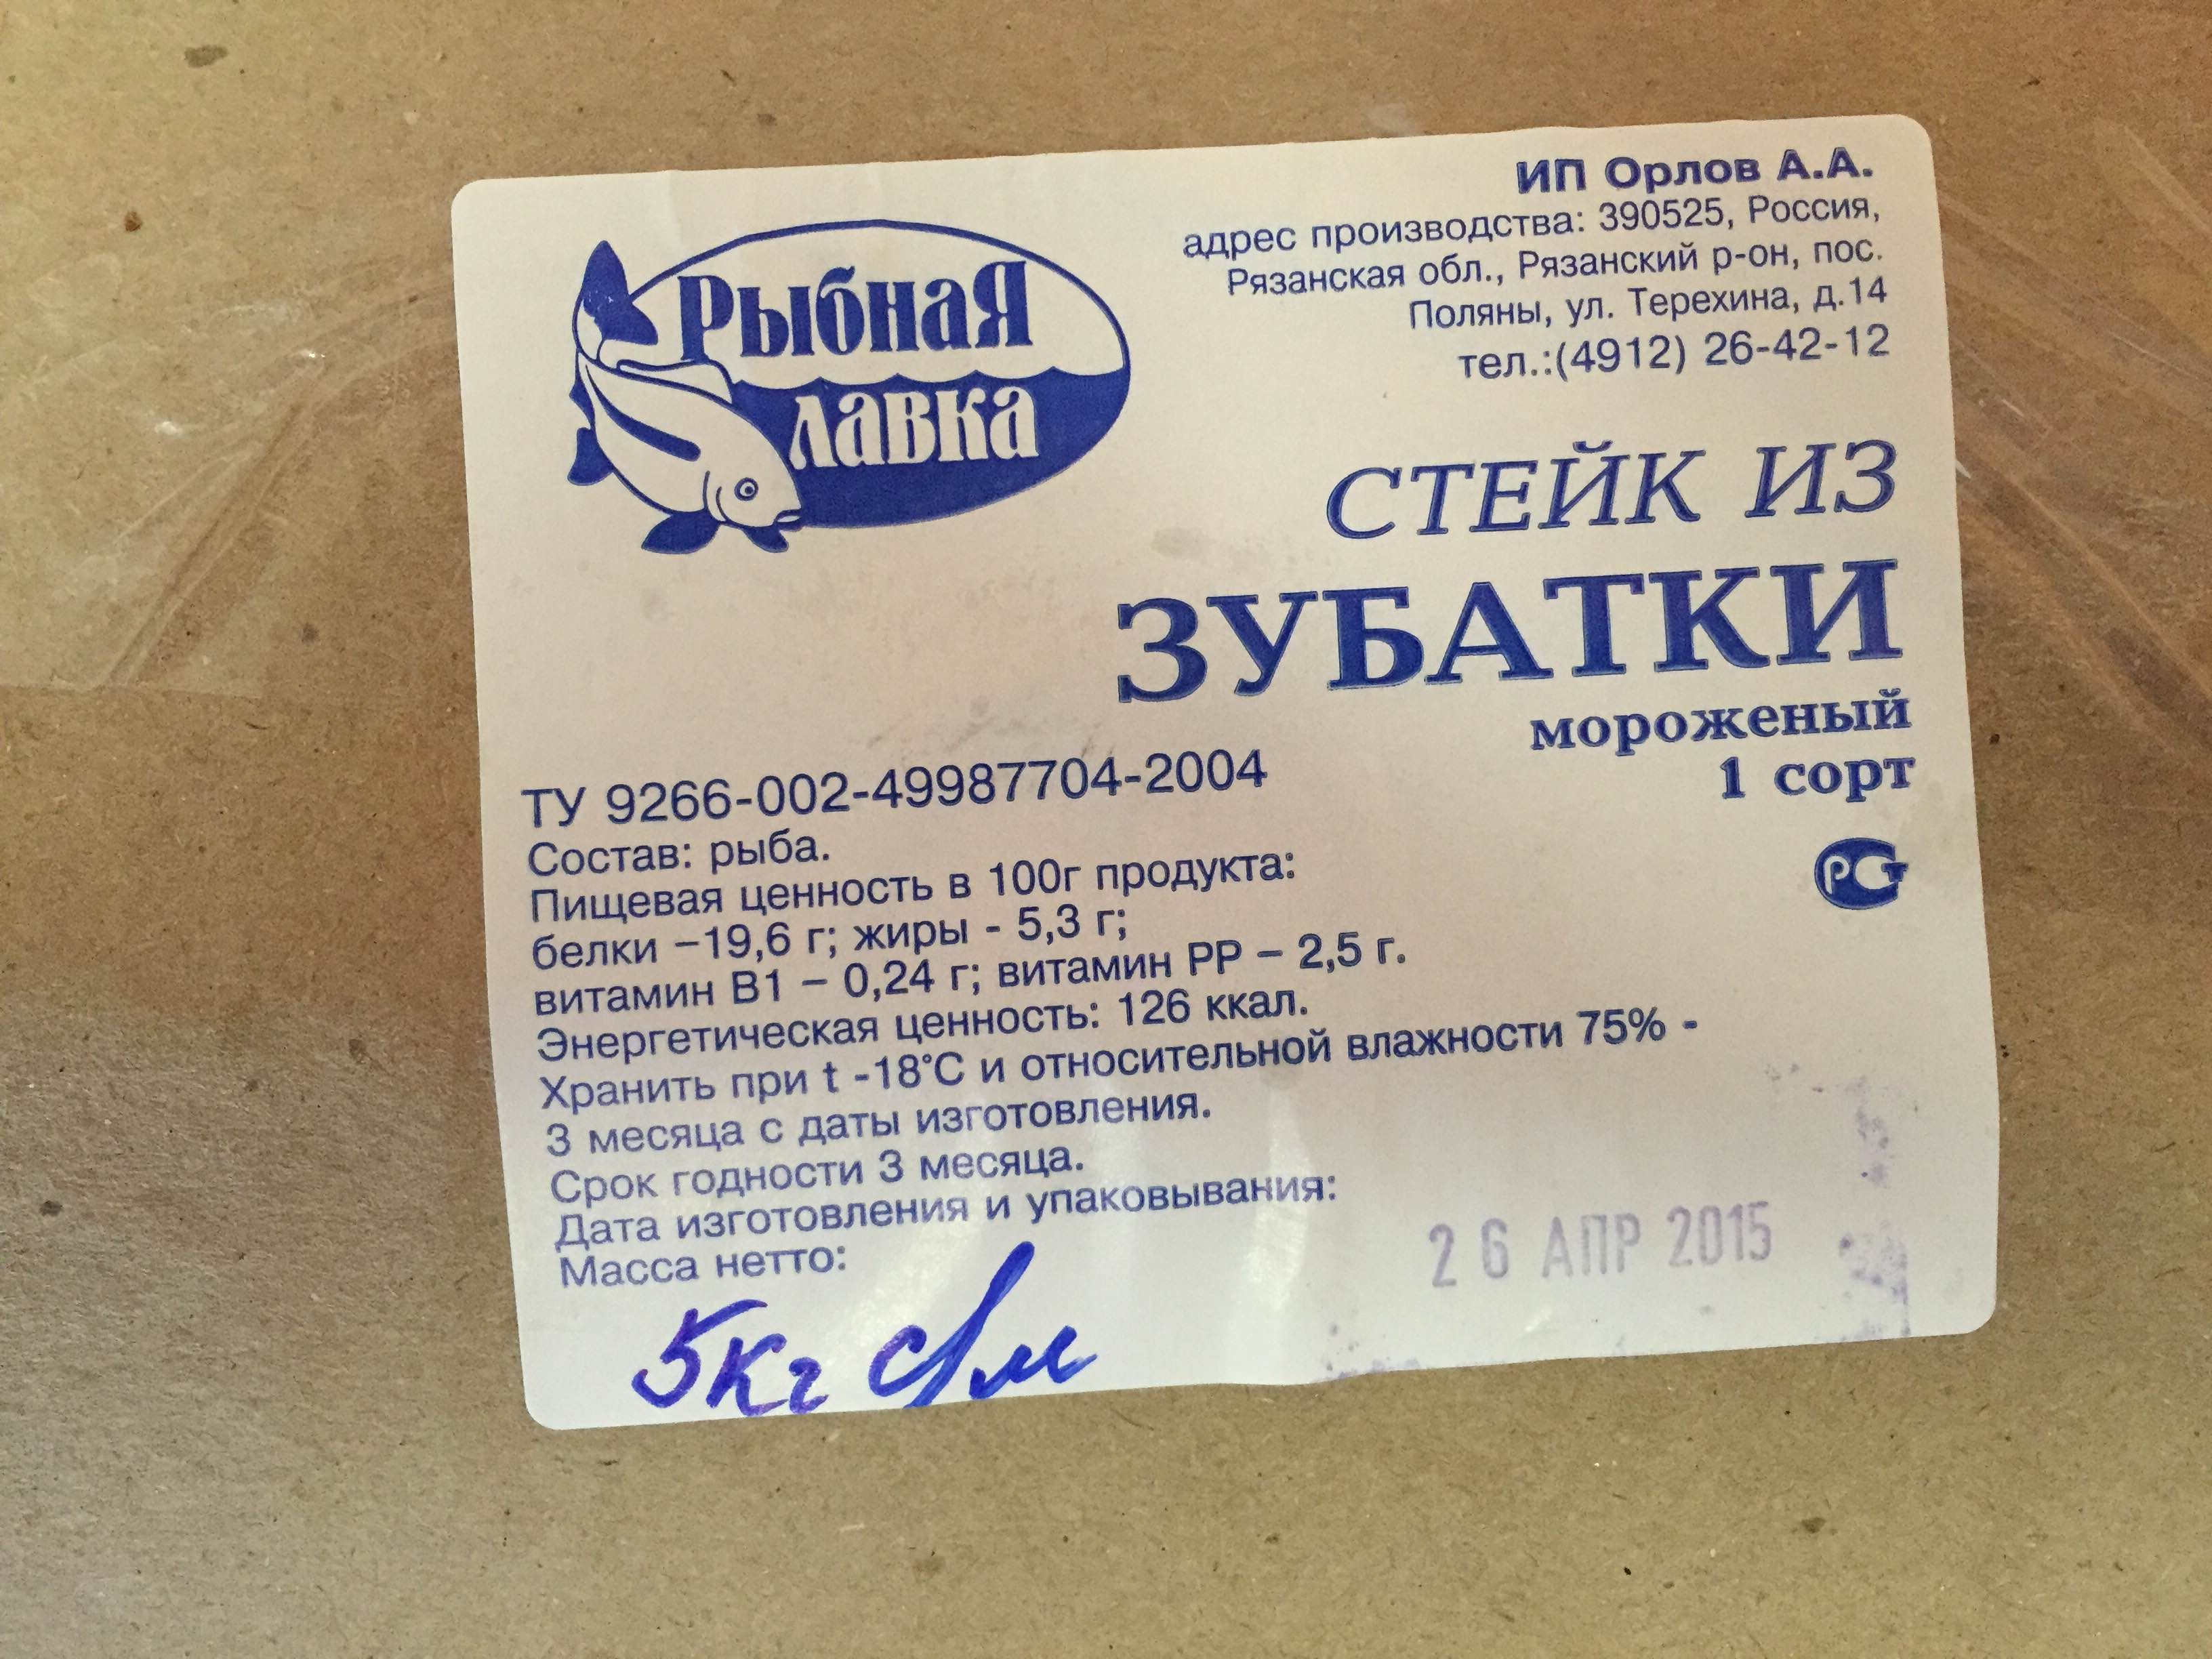 Рыбная
лавка
ИП Орлов А.А.
адрес производства: 390525, Россия,
Рязанская обл., Рязанский р-он, пос.
Поляны, ул. Терехина, д.14
тел.:(4912) 26-42-12
СТЕЙК ИЗ
ЗУБАТКИ
мороженый
1 сорт
РСТ
ТУ 9266-002-49987704-2004
Состав: рыба.
Пищевая ценность в 100г продукта:
белки –19,6 г; жиры - 5,3 г;
витамин В1 – 0,24 г; витамин РР – 2,5 г.
Энергетическая ценность: 126 ккал.
Хранить при t -18°С и относительной влажности 75% -
3 месяца с даты изготовления.
Срок годности 3 месяца.
Дата изготовления и упаковывания:
26 АПР 2015
Масса нетто:
5кг